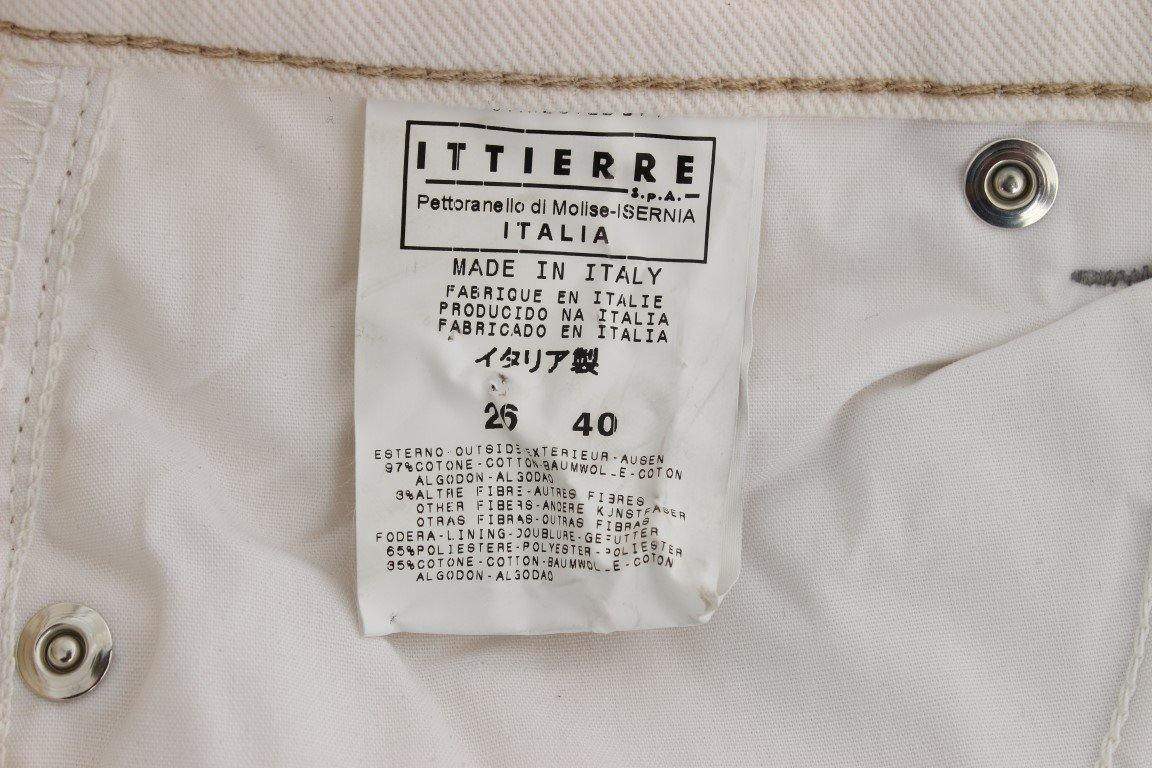 ITTIERRE
S.p.A.
Pettoranello di Molise-ISERNIA
ITALIA
MADE IN ITALY
FABRIQUE EN ITALIE
PRODUCIDO NA ITALIA
FABRICADO EN ITALIA
イタリア製
26 40
ESTERNO-OUTSIDE-EXTERIEUR-AUSEN
97%COTONE-COTTON-BAUMWOLLE-COTON
ALGODON-ALGODAO
3%ALTRE FIBRE-AUTRES FIBRES
OTHER FIBERS-ANDERE KUNSTFASER
OTRAS FIBRAS-OUTRAS FIBRAS
FODERA-LINING-DOUBLURE-GEFUTTER
65%POLIESTERE-POLYESTER-POLIESTER
35%COTONE-COTTON-BAUMWOLLE-COTON
ALGODON-ALGODAO